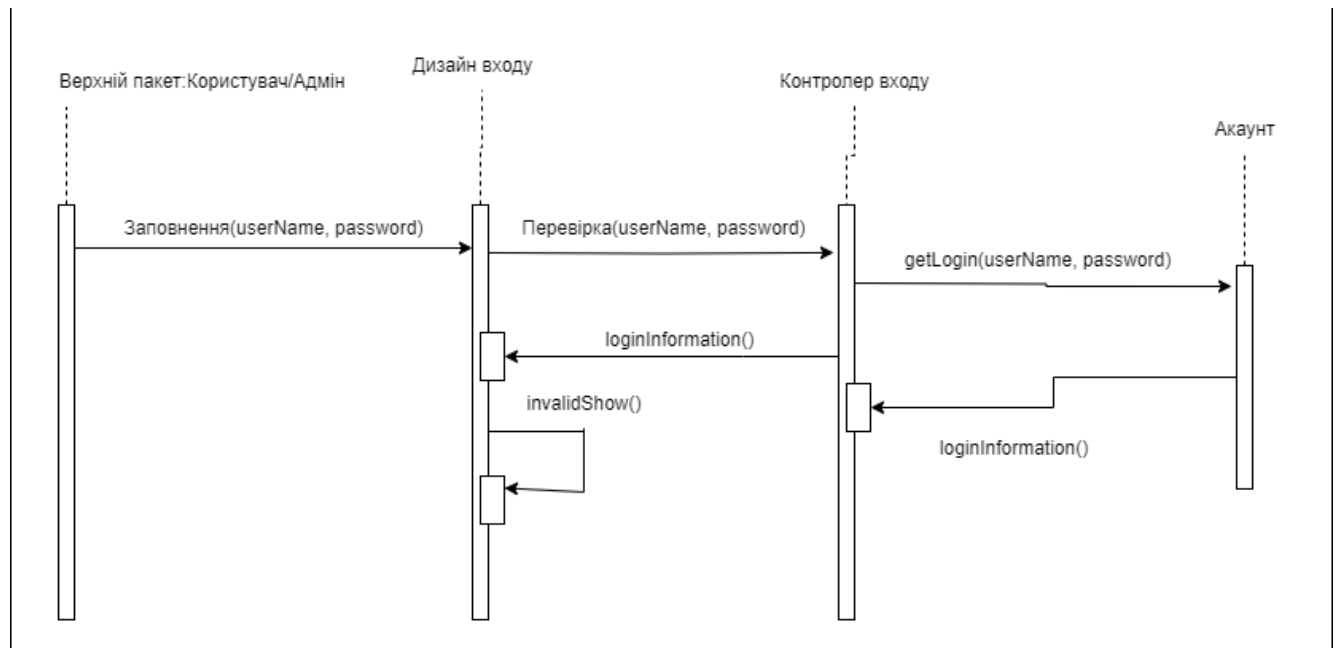 Верхній пакет:Користувач/Адмін
Дизайн входу
Контролер входу
Акаунт
Заповнення(userName, password)
Перевірка(userName, password)
getLogin(userName, password)
loginInformation()
invalidShow()
loginInformation()